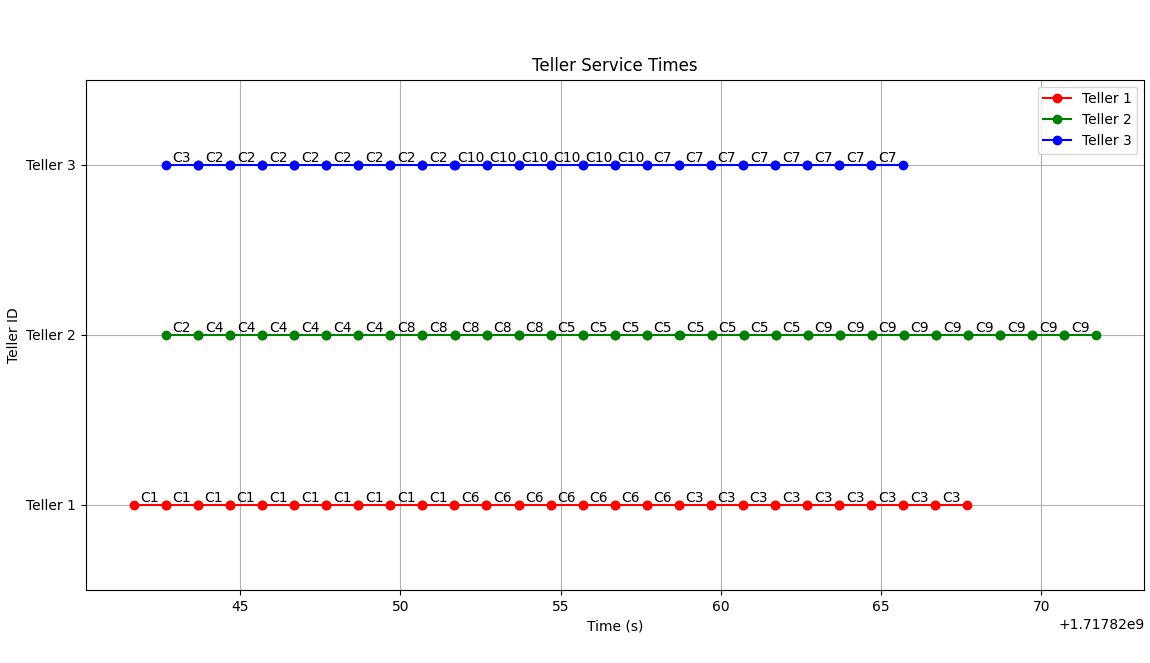 Teller Service Times
Teller 1
Teller 2
Teller 3
Teller 3
C3 C2 C2 C2 C2 C2 C2 C2 C2 C10 C10 C10 C10 C10 C10 C7 C7 C7 C7 C7 C7 C7 C7
Teller ID
Teller 2
C2 C4 C4 C4 C4 C4 C4 C8 C8 C8 C8 C8 C5 C5 C5 C5 C5 C5 C5 C5 C9 C9 C9 C9 C9 C9 C9 C9 C9
Teller 1
C1 C1 C1 C1 C1 C1 C1 C1 C1 C1 C6 C6 C6 C6 C6 C6 C6 C3 C3 C3 C3 C3 C3 C3 C3 C3
45 50 55 60 65 70
Time (s)
+1.71782e9